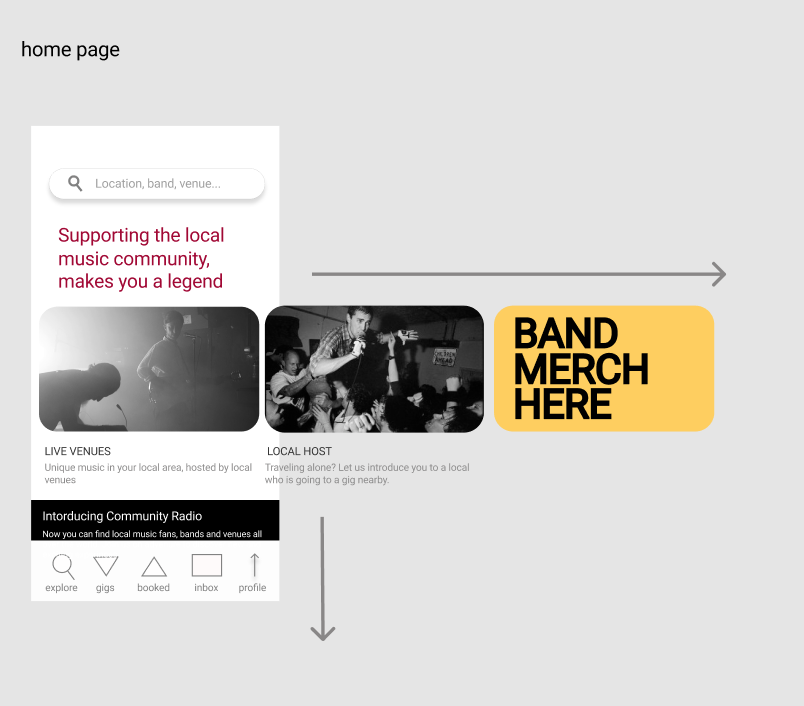 home page
Location, band, venue...
Supporting the local
music community,
makes you a legend
BAND
MERCH
HERE
LIVE VENUES
Unique music in your local area, hosted by local
venues
LOCAL HOST
Traveling alone? Let us introduce you to a local
who is going to a gig nearby.
Intorducing Community Radio
Now you can find local music fans, bands and venues all
explore
gigs
booked
inbox
profile